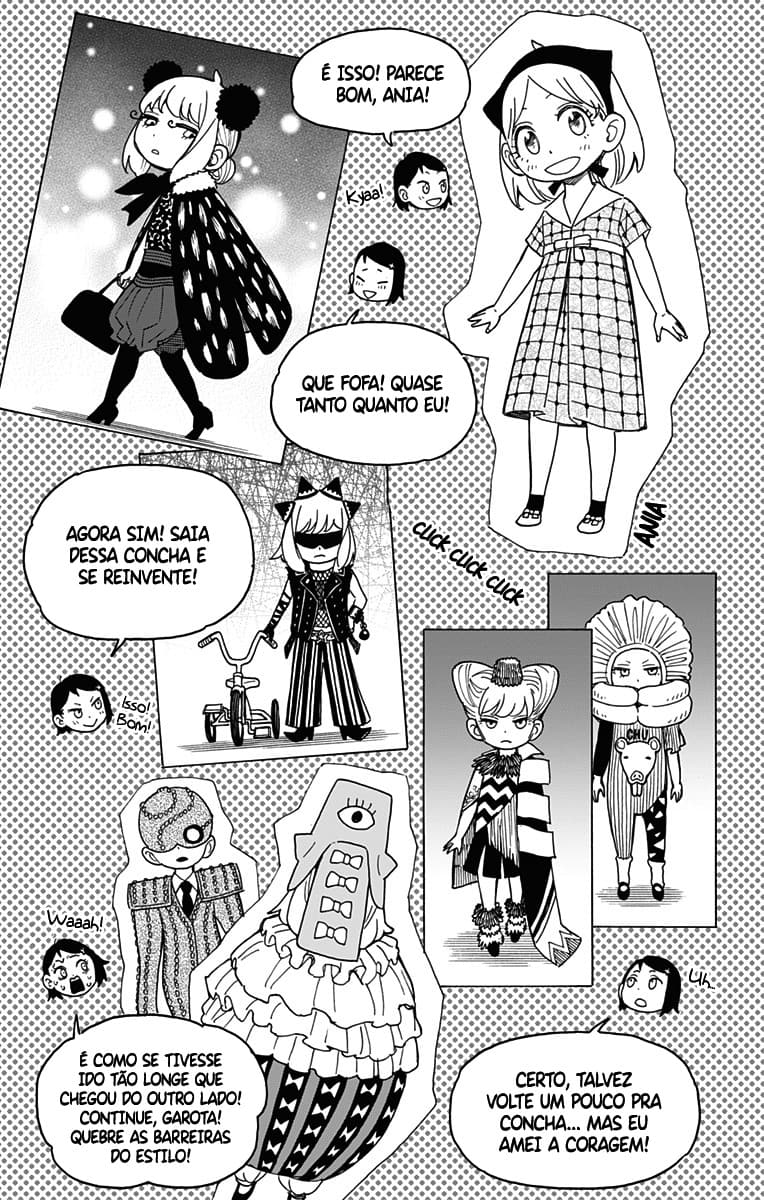 É ISSO! PARECE
BOM, ANIA!
Kyaa!
QUE FOFA! QUASE
TANTO QUANTO EU!
ANIA
AGORA SIM! SAIA
DESSA CONCHA E
SE REINVENTE!
CLICK CLICK CLICK
Isso!
Bom!
CHU
Waaah!
Uh...
É COMO SE TIVESSE
IDO TÃO LONGE QUE
CHEGOU DO OUTRO LADO!
CONTINUE, GAROTA!
QUEBRE AS BARREIRAS
DO ESTILO!
CERTO, TALVEZ
VOLTE UM POUCO PRA
CONCHA... MAS EU
AMEI A CORAGEM!